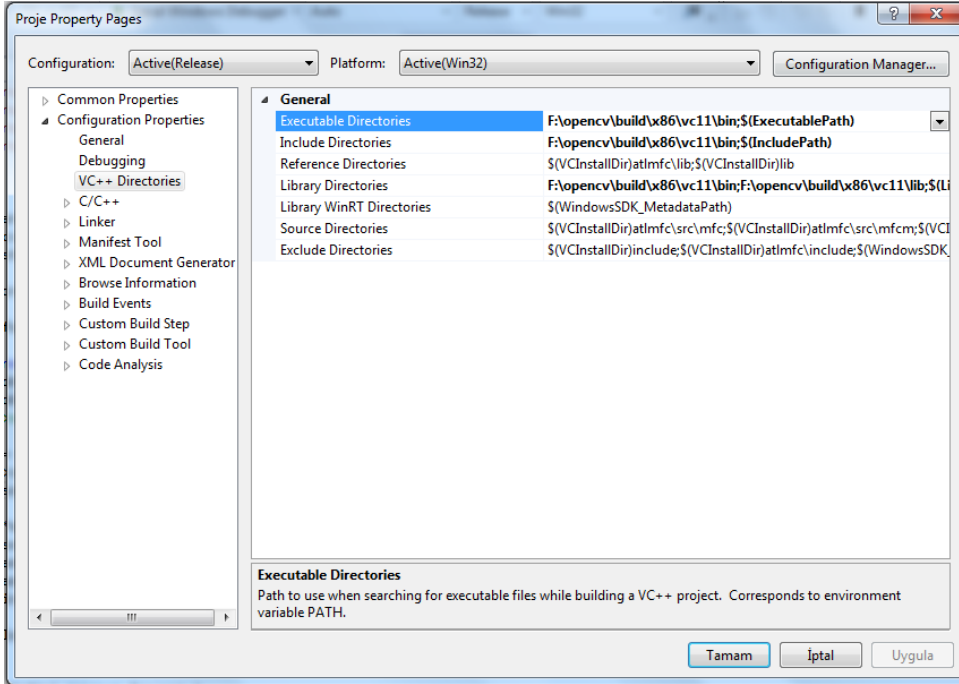 Proje Property Pages
Configuration: Active(Release) Platform: Active(Win32) Configuration Manager...
Common Properties
Configuration Properties
General
Debugging
VC++ Directories
C/C++
Linker
Manifest Tool
XML Document Generator
Browse Information
Build Events
Custom Build Step
Custom Build Tool
Code Analysis
General
Executable Directories F:\opencv\build\x86\vc11\bin;$(ExecutablePath)
Include Directories F:\opencv\build\x86\vc11\bin;$(IncludePath)
Reference Directories $(VCInstallDir)atlmfc\lib;$(VCInstallDir)lib
Library Directories F:\opencv\build\x86\vc11\bin;F:\opencv\build\x86\vc11\lib;$(Li
Library WinRT Directories $(WindowsSDK_MetadataPath)
Source Directories $(VCInstallDir)atlmfc\src\mfc;$(VCInstallDir)atlmfc\src\mfcm;$(VCI
Exclude Directories $(VCInstallDir)include;$(VCInstallDir)atlmfc\include;$(WindowsSDK_
Executable Directories
Path to use when searching for executable files while building a VC++ project. Corresponds to environment
variable PATH.
Tamam İptal Uygula